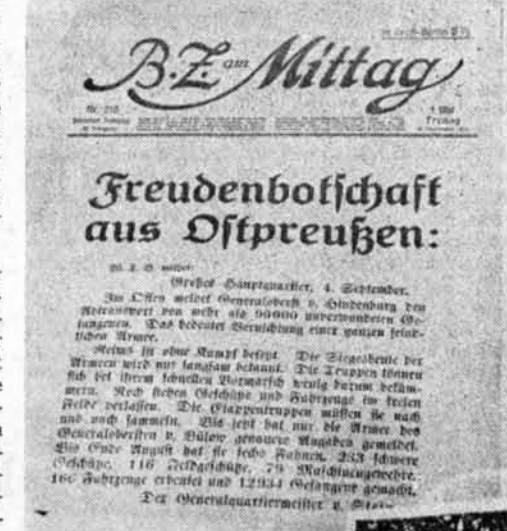 B.Z. am Mittag
1 Uhr
Freitag
Freudenbotschaft
aus Ostpreußen:
W. T. B. meldet:
Großes Hauptquartier, 4. September.
Im Osten meldet Generaloberst v. Hindenburg den
Abtransport von mehr als 90000 unverwundeten Ge-
fangenen. Das bedeutet Vernichtung einer ganzen feind-
lichen Armee.
Reims ist ohne Kampf besetzt. Die Siegesbeute der
Armeen wird nur langsam bekannt. Die Truppen können
sich bei ihrem schnellen Vormarsch wenig darum beküm-
mern. Noch stehen Geschütze und Fahrzeuge im freien
Felde verlassen. Die Etappentruppen müssen sie nach
und nach sammeln. Bis jetzt hat nur die Armee des
Generalobersten v. Bülow genauere Angaben gemeldet.
Bis Ende August hat sie sechs Fahnen, 233 schwere
Geschütze, 116 Feldgeschütze, 79 Maschinengewehre,
166 Fahrzeuge erbeutet und 12934 Gefangene gemacht.
Der Generalquartiermeister v. Stein.